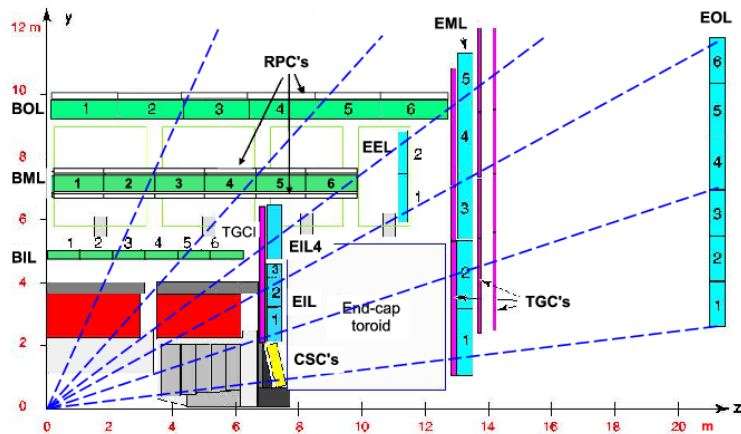 y
12 m
EML
EOL
RPC's
10
BOL
1 2 3 4 5 6
5
6
5
8
EEL
2
1
4
4
BML
1 2 3 4 5 6
6
TGCI
3
3
BIL
1 2 3 4 5 6
EIL4
4
3
2
1
EIL
End-cap
toroid
2
TGC's
2
1
2
CSC's
1
0
0 2 4 6 8 10 12 14 16 18 20 m
z